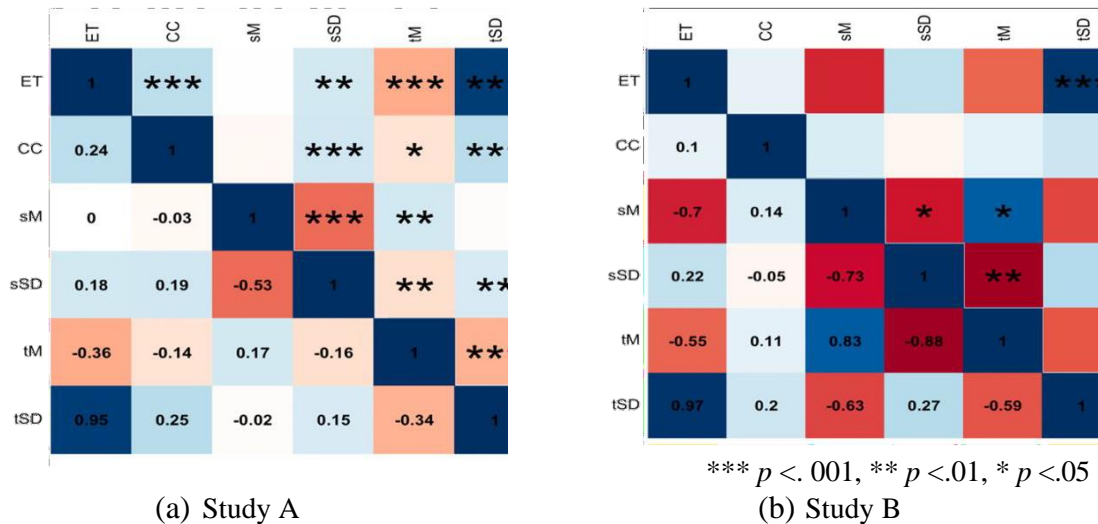 ET CC sM sSD tM tSD
ET 1 *** ** *** **
CC 0.24 1 *** * ***
sM 0 -0.03 1 *** **
sSD 0.18 0.19 -0.53 1 ** **
tM -0.36 -0.14 0.17 -0.16 1 ***
tSD 0.95 0.25 -0.02 0.15 -0.34 1
(a) Study A
ET CC sM sSD tM tSD
ET 1 ***
CC 0.1 1
sM -0.7 0.14 1 * *
sSD 0.22 -0.05 -0.73 1 **
tM -0.55 0.11 0.83 -0.88 1
tSD 0.97 0.2 -0.63 0.27 -0.59 1
*** p <. 001, ** p <.01, * p <.05
(b) Study B